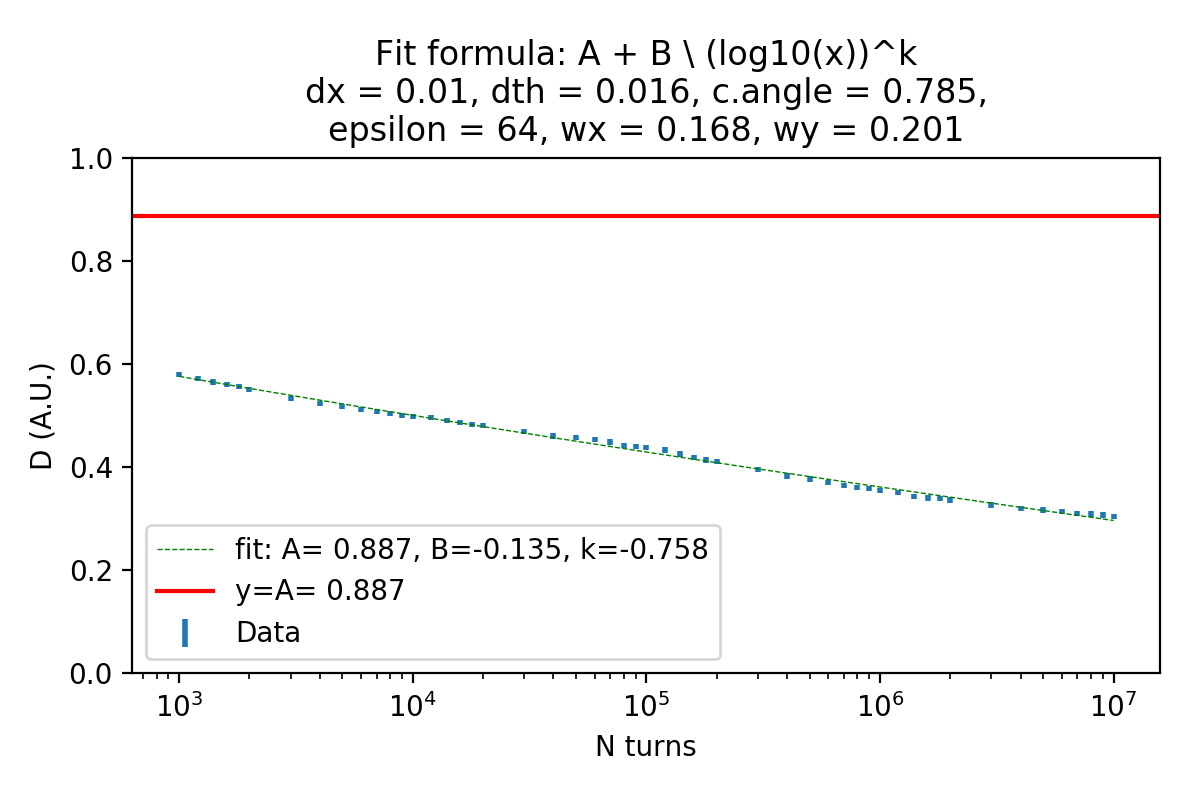 Fit formula: A + B \ (log10(x))^k
dx = 0.01, dth = 0.016, c.angle = 0.785,
epsilon = 64, wx = 0.168, wy = 0.201
1.0
0.8
0.6
0.4
0.2
0.0
D (A.U.)
fit: A= 0.887, B=-0.135, k=-0.758
y=A= 0.887
Data
10³ 10⁴ 10⁵ 10⁶ 10⁷
N turns